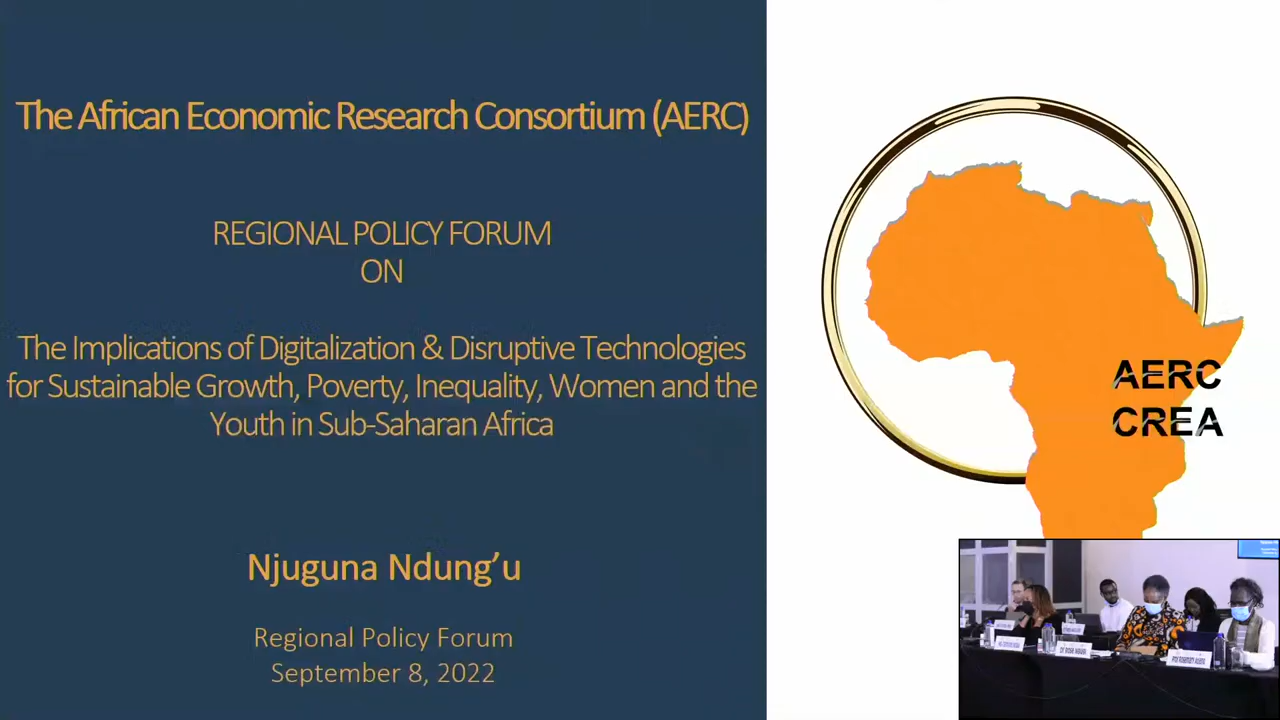 The African Economic Research Consortium (AERC)
REGIONAL POLICY FORUM
ON
The Implications of Digitalization & Disruptive Technologies
for Sustainable Growth, Poverty, Inequality, Women and the
Youth in Sub-Saharan Africa
Njuguna Ndung’u
Regional Policy Forum
September 8, 2022
AERC
CREA